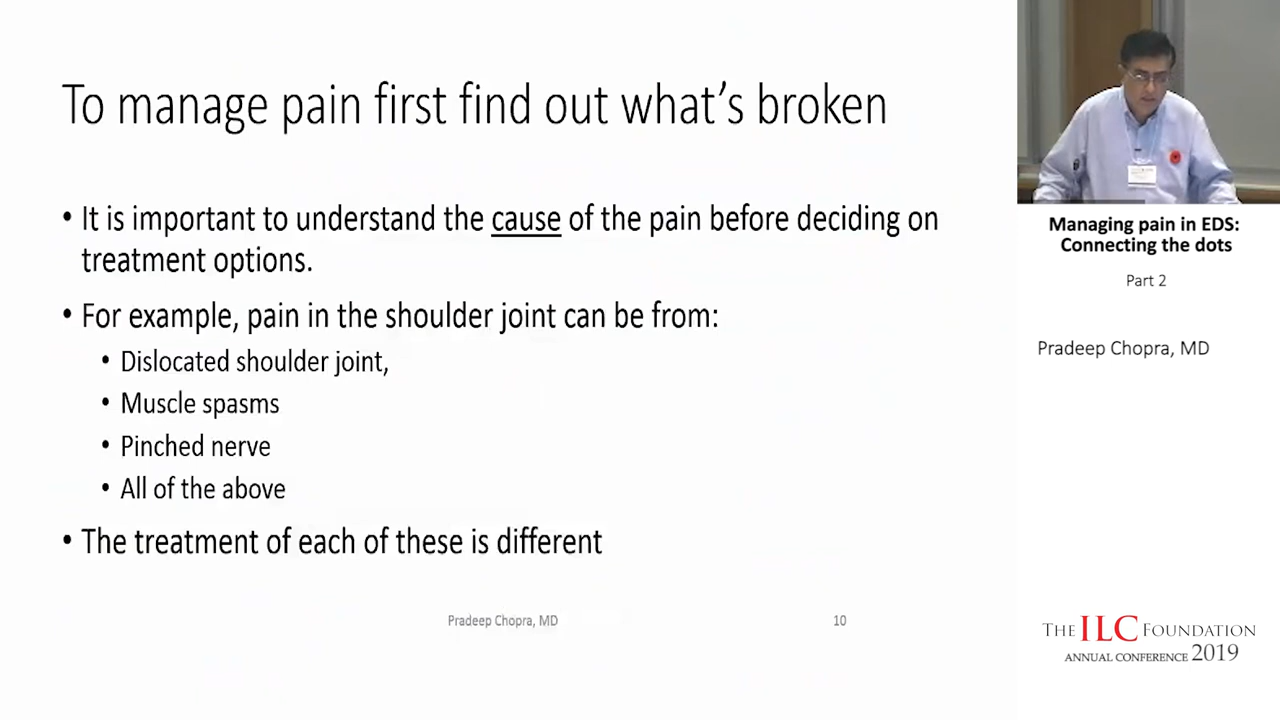 To manage pain first find out what's broken
• It is important to understand the cause of the pain before deciding on
treatment options.
• For example, pain in the shoulder joint can be from:
• Dislocated shoulder joint,
• Muscle spasms
• Pinched nerve
• All of the above
• The treatment of each of these is different
Pradeep Chopra, MD
10
Managing pain in EDS:
Connecting the dots
Part 2
Pradeep Chopra, MD
THE ILC FOUNDATION
ANNUAL CONFERENCE 2019